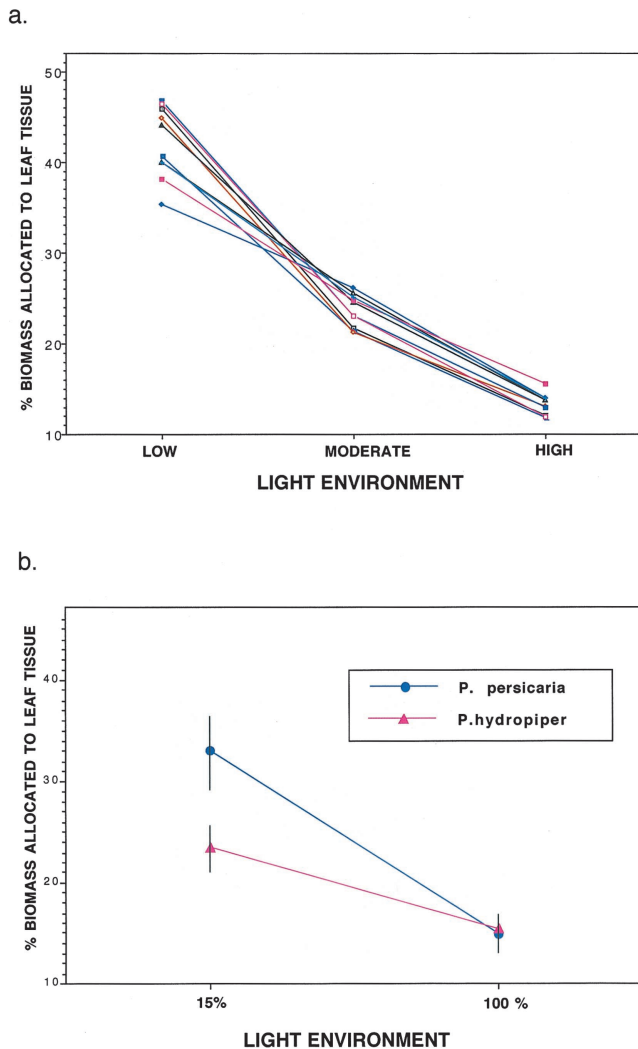 a.
% BIOMASS ALLOCATED TO LEAF TISSUE
50
40
30
20
10
LOW MODERATE HIGH
LIGHT ENVIRONMENT
b.
% BIOMASS ALLOCATED TO LEAF TISSUE
40
30
20
10
P. persicaria
P.hydropiper
15% 100 %
LIGHT ENVIRONMENT